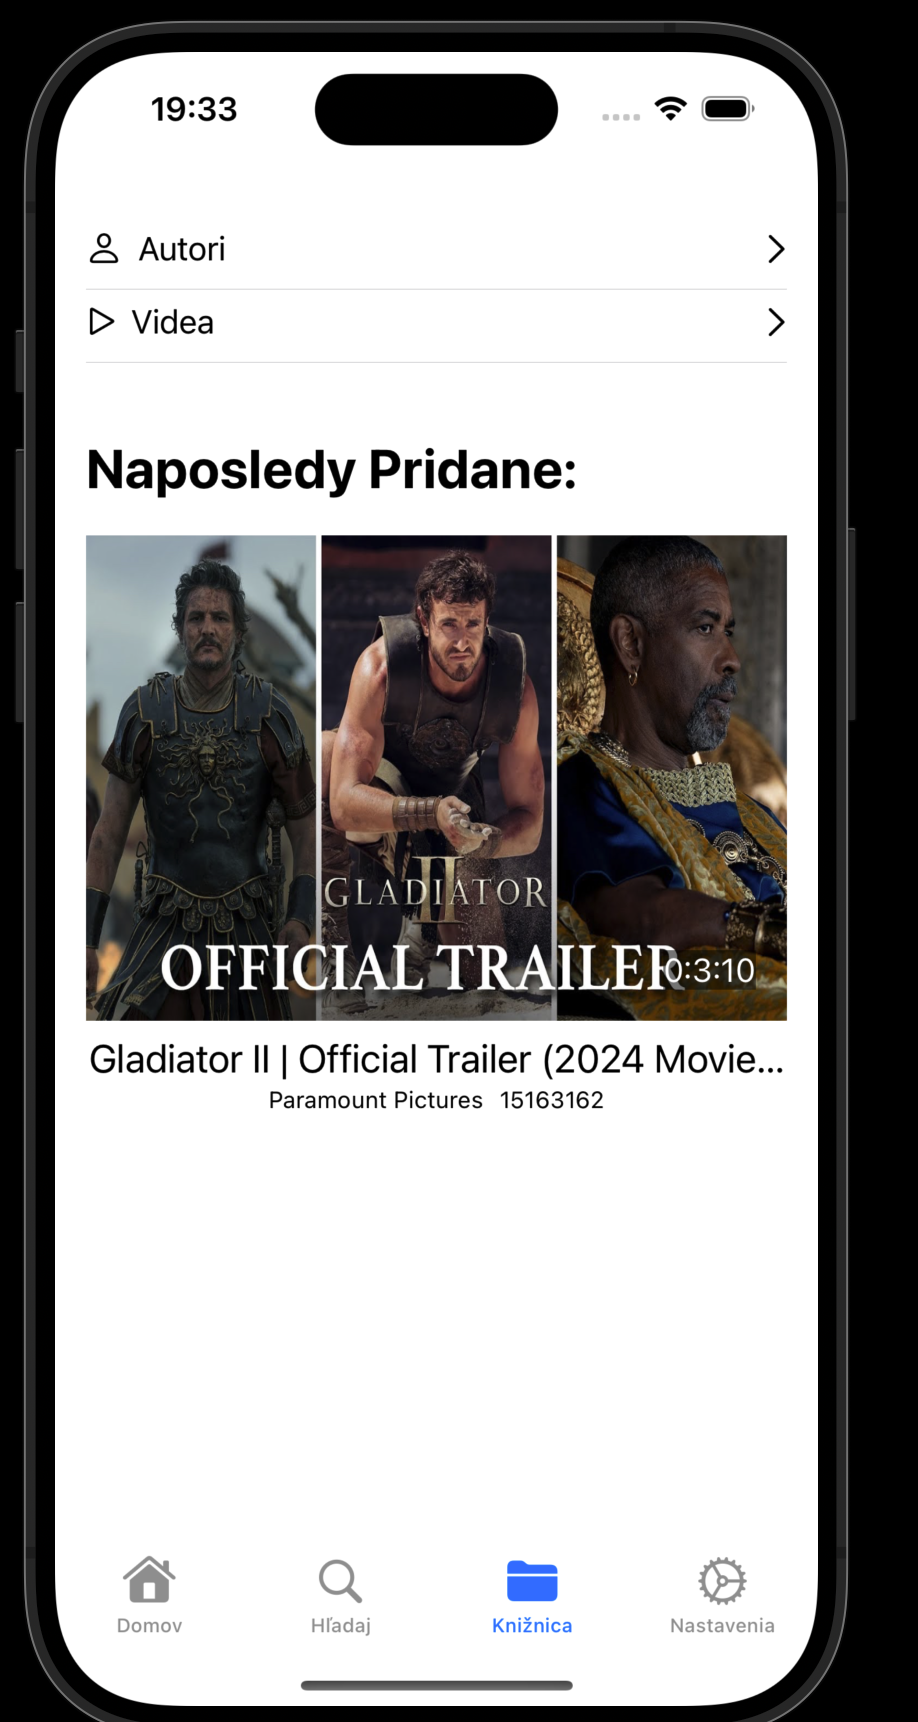 19:33
Autori
Videa
Naposledy Pridane:
II
GLADIATOR
OFFICIAL TRAILER
0:3:10
Gladiator II | Official Trailer (2024 Movie...
Paramount Pictures 15163162
Domov Hľadaj Knižnica Nastavenia